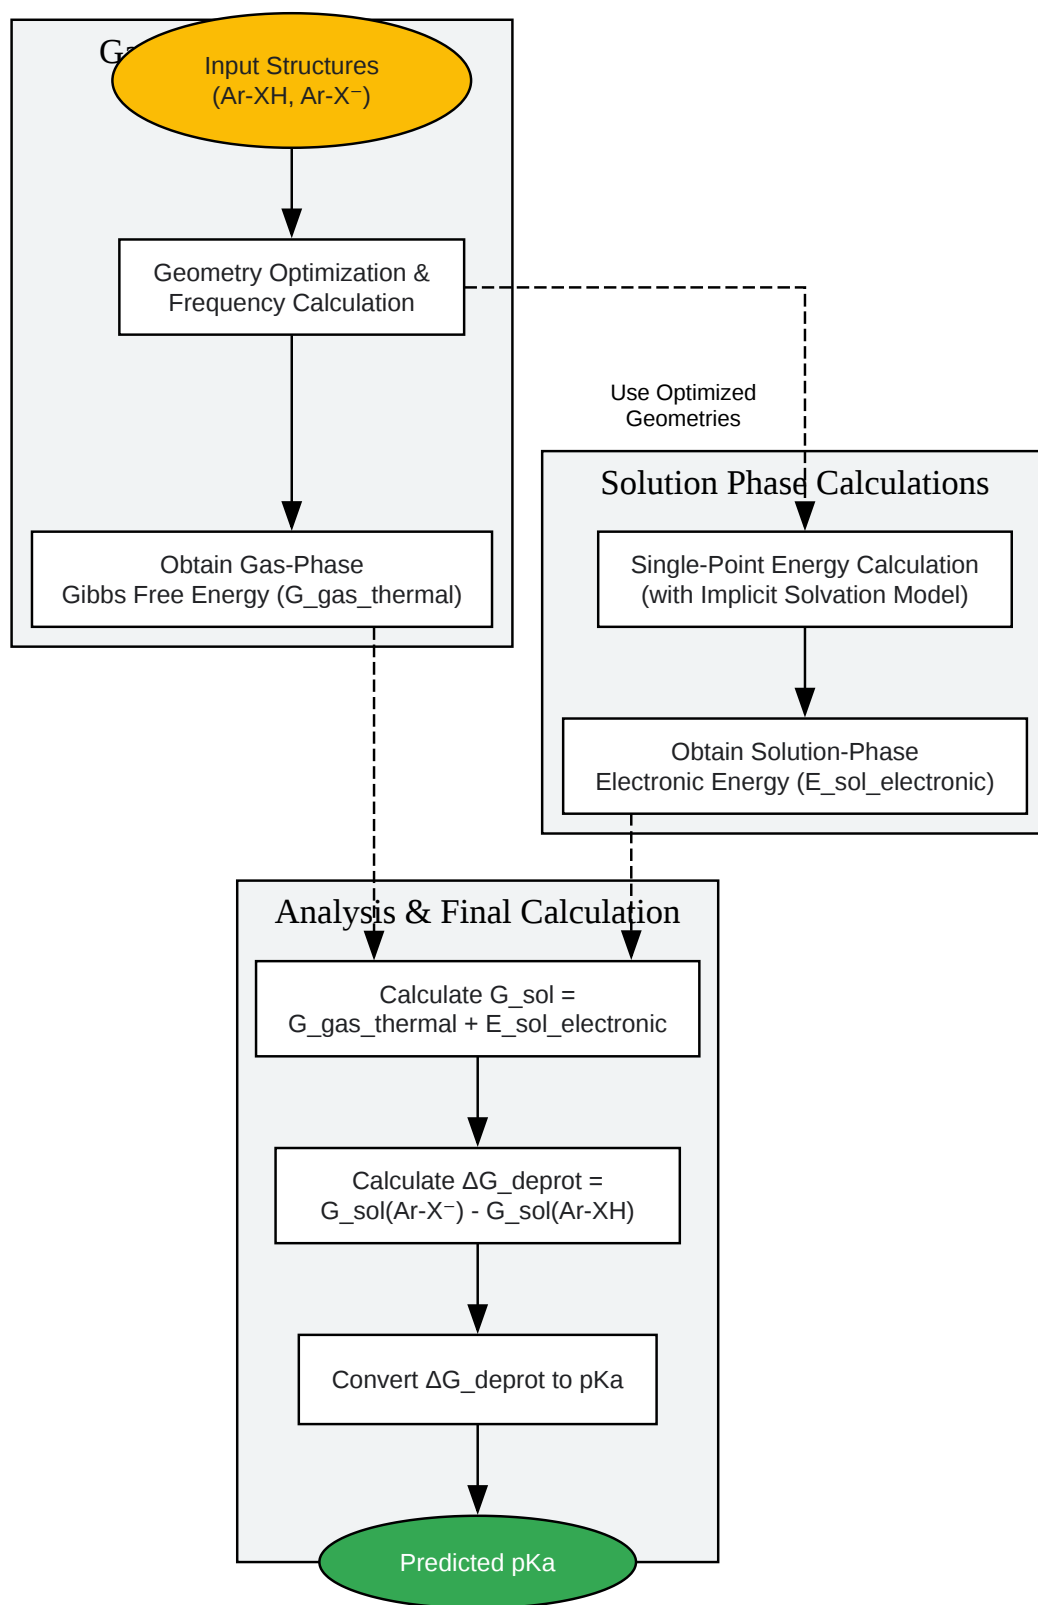 Input Structures
(Ar-XH, Ar-X⁻)
Geometry Optimization &
Frequency Calculation
Use Optimized
Geometries
Solution Phase Calculations
Obtain Gas-Phase
Gibbs Free Energy (G_gas_thermal)
Single-Point Energy Calculation
(with Implicit Solvation Model)
Obtain Solution-Phase
Electronic Energy (E_sol_electronic)
Analysis & Final Calculation
Calculate G_sol =
G_gas_thermal + E_sol_electronic
Calculate ΔG_deprot =
G_sol(Ar-X⁻) - G_sol(Ar-XH)
Convert ΔG_deprot to pKa
Predicted pKa